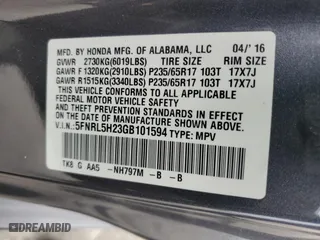 MFD. BY HONDA MFG. OF ALABAMA, LLC 04/'16
GVWR 2730KG(6019LBS) TIRE SIZE RIM SIZE
GAWR F 1320KG(2910LBS) P235/65R17 103T 17X7J
GAWR R1515KG(3340LBS) P235/65R17 103T 17X7J
THIS VEHICLE CONFORMS TO ALL APPLICABLE FEDERAL MOTOR
VEHICLE SAFETY AND THEFT PREVENTION STANDARDS IN
EFFECT ON THE DATE OF MANUFACTURE SHOWN ABOVE.
V.I.N.:5FNRL5H23GB101594 TYPE: MPV
TK8 G AA5 -NH797M -B -B
© AUTOBIDMASTER